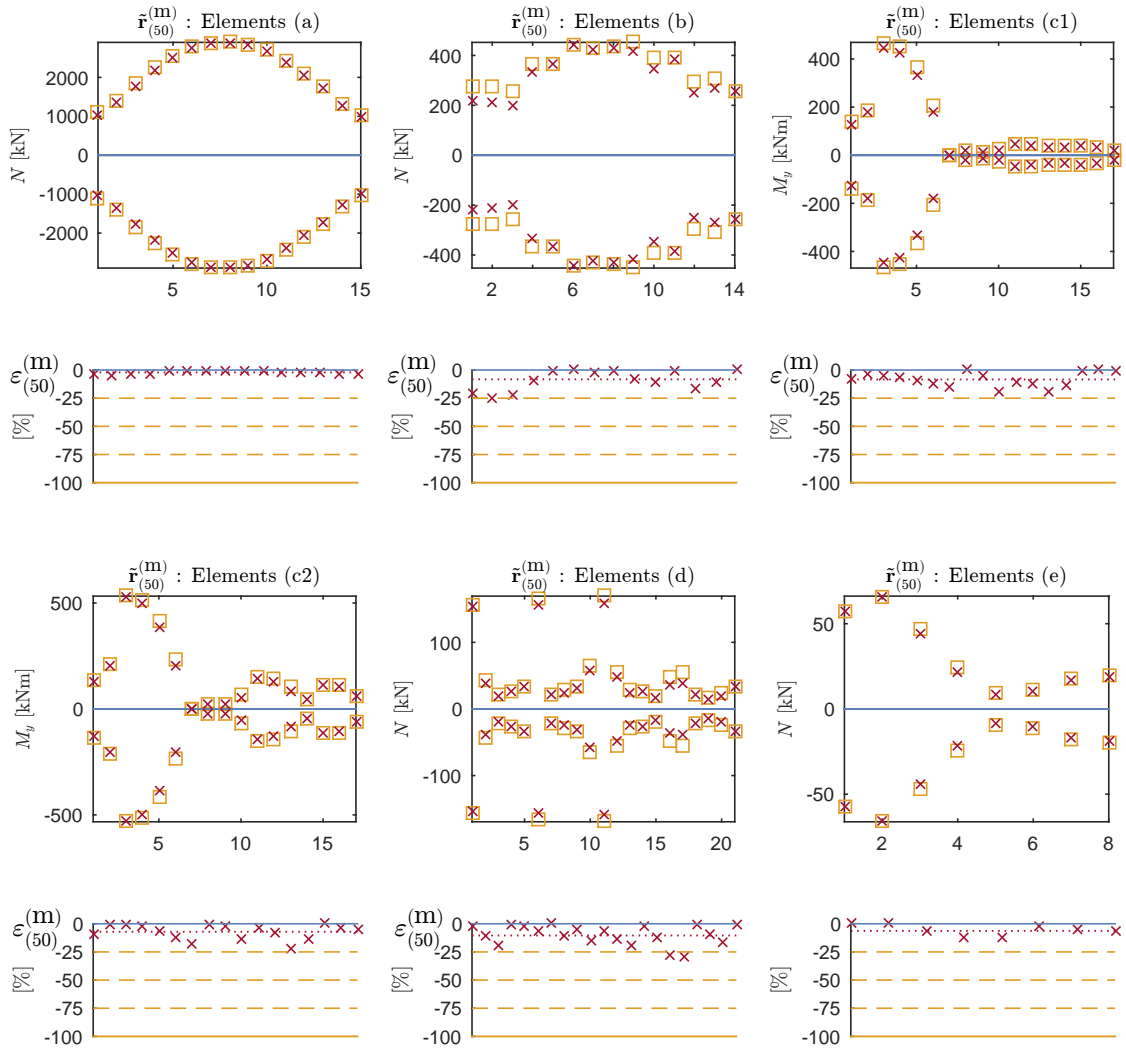 r̃(50)^(m) : Elements (a)
2000
1000
0
-1000
-2000
N [kN]
5 10 15
r̃(50)^(m) : Elements (b)
400
200
0
-200
-400
N [kN]
2 4 6 8 10 12 14
r̃(50)^(m) : Elements (c1)
400
200
0
-200
-400
M_y [kNm]
5 10 15
ε(50)^(m)
[%]
0
-25
-50
-75
-100
ε(50)^(m)
[%]
0
-25
-50
-75
-100
ε(50)^(m)
[%]
0
-25
-50
-75
-100
r̃(50)^(m) : Elements (c2)
500
0
-500
M_y [kNm]
5 10 15
r̃(50)^(m) : Elements (d)
100
0
-100
N [kN]
5 10 15 20
r̃(50)^(m) : Elements (e)
50
0
-50
N [kN]
2 4 6 8
ε(50)^(m)
[%]
0
-25
-50
-75
-100
ε(50)^(m)
[%]
0
-25
-50
-75
-100
ε(50)^(m)
[%]
0
-25
-50
-75
-100